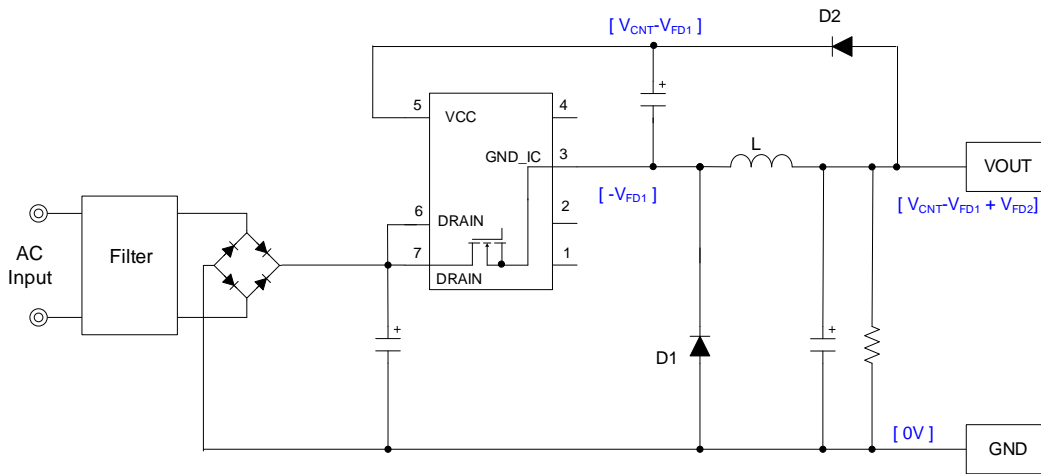 D2
[ VCNT-VFD1 ]
+
5
VCC
4
GND_IC
3
L
VOUT
[ -VFD1 ]
[ VCNT-VFD1 + VFD2]
6
DRAIN
2
7
DRAIN
1
AC
Input
Filter
+
D1
+
[ 0V ]
GND